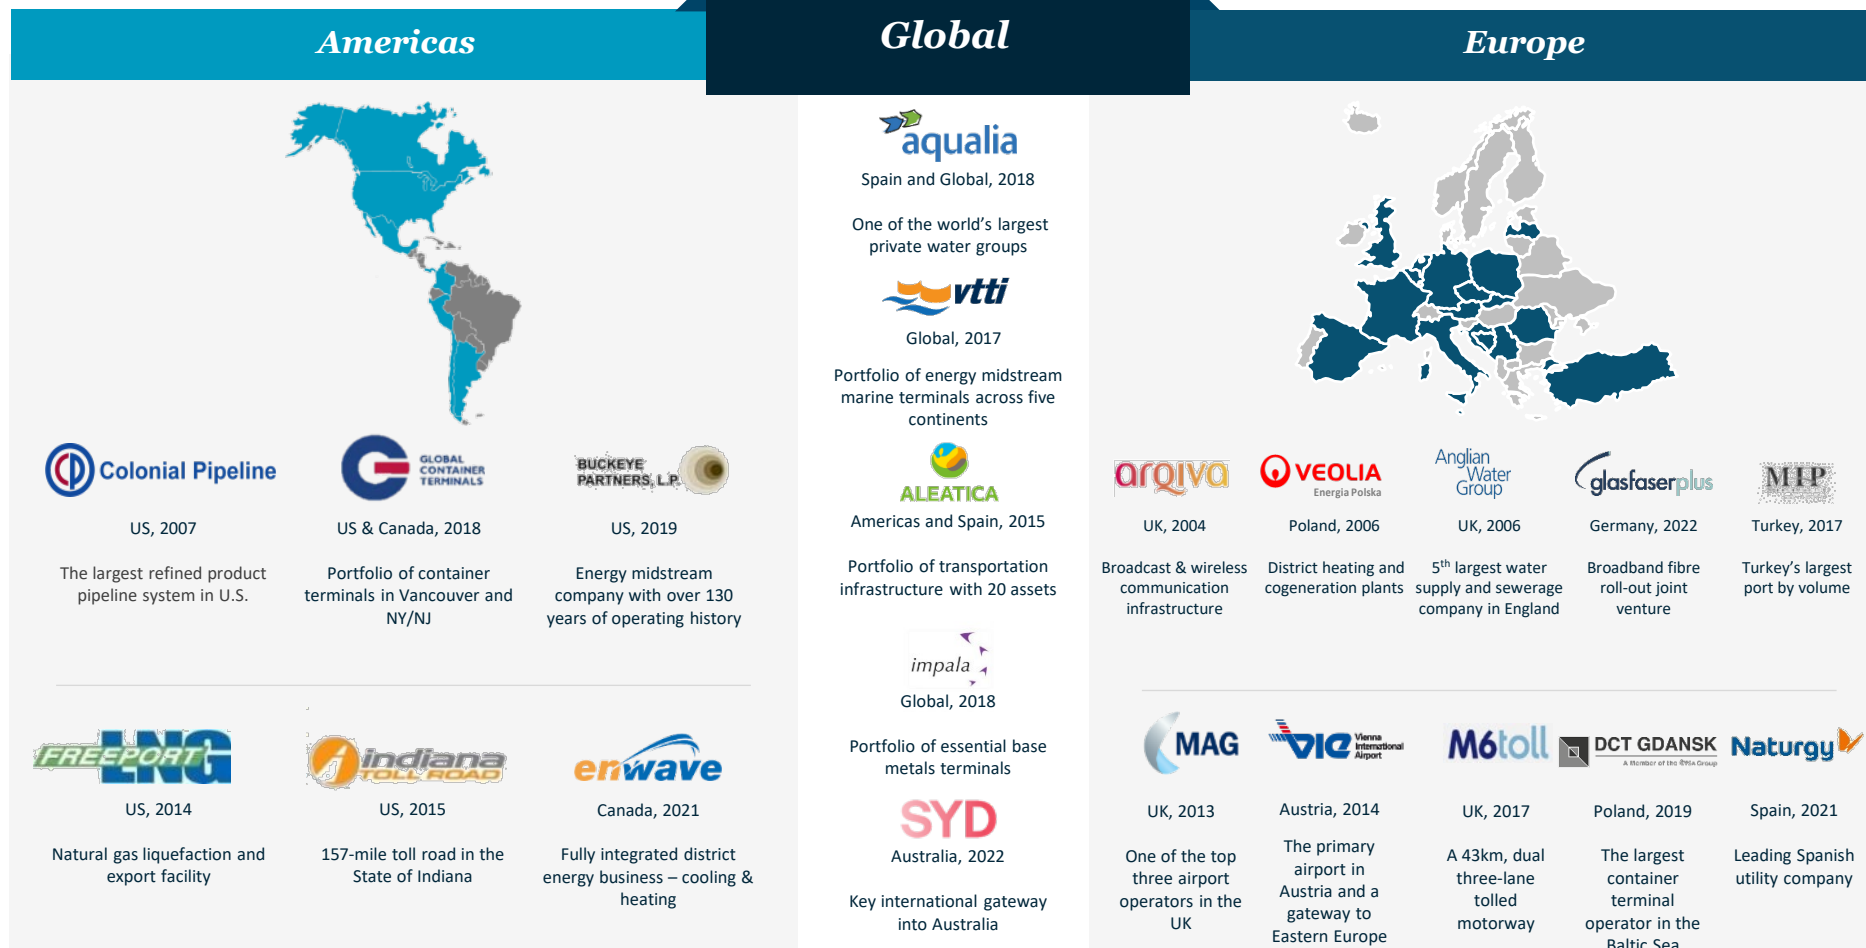 Americas
Global
Europe
aqualia
Spain and Global, 2018
One of the world's largest
private water groups
vtti
Global, 2017
Portfolio of energy midstream
marine terminals across five
continents
ALEATICA
Americas and Spain, 2015
Portfolio of transportation
infrastructure with 20 assets
impala
Global, 2018
Portfolio of essential base
metals terminals
SYD
Australia, 2022
Key international gateway
into Australia
Colonial Pipeline
US, 2007
The largest refined product
pipeline system in U.S.
GLOBAL
CONTAINER
TERMINALS
US & Canada, 2018
Portfolio of container
terminals in Vancouver and
NY/NJ
BUCKEYE
PARTNERS, L.P.
US, 2019
Energy midstream
company with over 130
years of operating history
FREEPORT
LNG
US, 2014
Natural gas liquefaction and
export facility
indiana
TOLL ROAD
US, 2015
157-mile toll road in the
State of Indiana
enwave
Canada, 2021
Fully integrated district
energy business – cooling &
heating
arqiva
UK, 2004
Broadcast & wireless
communication
infrastructure
VEOLIA
Energia Polska
Poland, 2006
District heating and
cogeneration plants
Anglian
Water
Group
UK, 2006
5th largest water
supply and sewerage
company in England
glasfaserplus
Germany, 2022
Broadband fibre
roll-out joint
venture
MIP
Turkey, 2017
Turkey's largest
port by volume
MAG
UK, 2013
One of the top
three airport
operators in the
UK
VIE
Vienna
International
Airport
Austria, 2014
The primary
airport in
Austria and a
gateway to
Eastern Europe
M6toll
UK, 2017
A 43km, dual
three-lane
tolled
motorway
DCT GDANSK
A Member of the PSA Group
Poland, 2019
The largest
container
terminal
operator in the
Baltic Sea
Naturgy
Spain, 2021
Leading Spanish
utility company